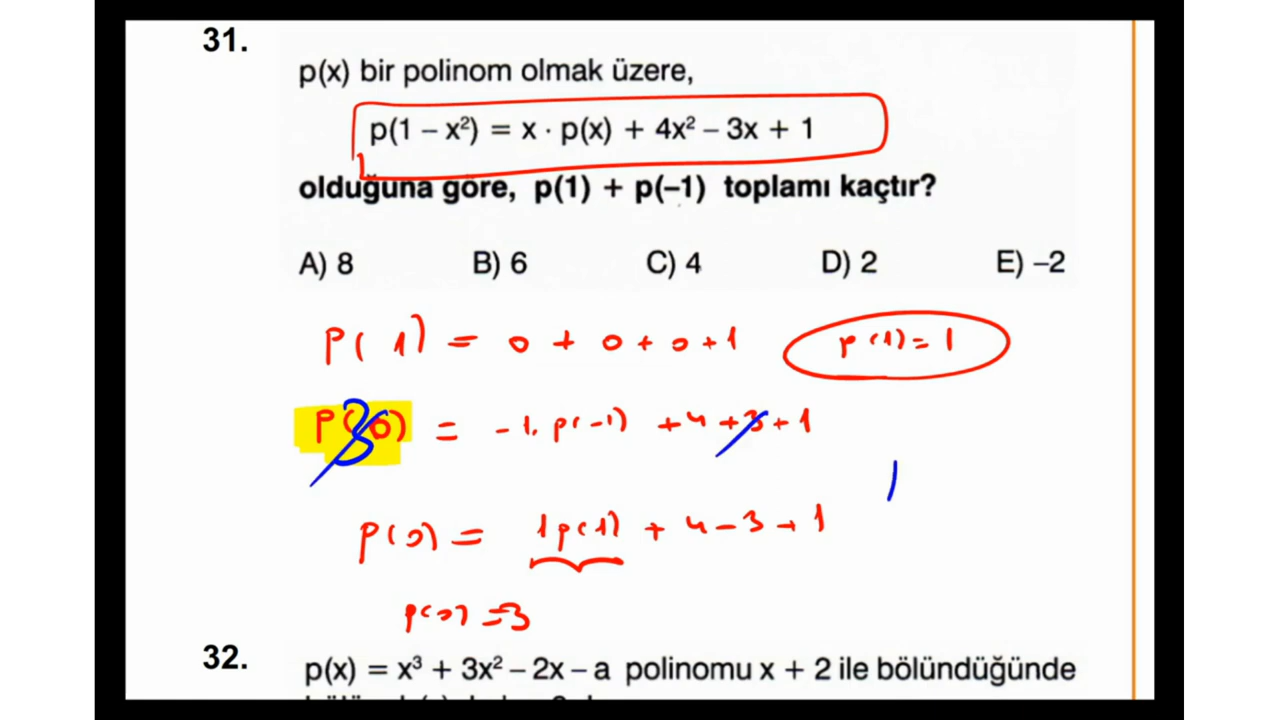 31.
p(x) bir polinom olmak üzere,
p(1 – x²) = x · p(x) + 4x² – 3x + 1
olduğuna göre, p(1) + p(–1) toplamı kaçtır?
A) 8 B) 6 C) 4 D) 2 E) –2
P(1) = 0 + 0 + 0 + 1 p(1) = 1
P(0) = -1. p(-1) + 4 + 3 + 1
3
P(0) = 1p(1) + 4 - 3 + 1
p(0) = 3
32.
p(x) = x³ + 3x² – 2x – a polinomu x + 2 ile bölündüğünde